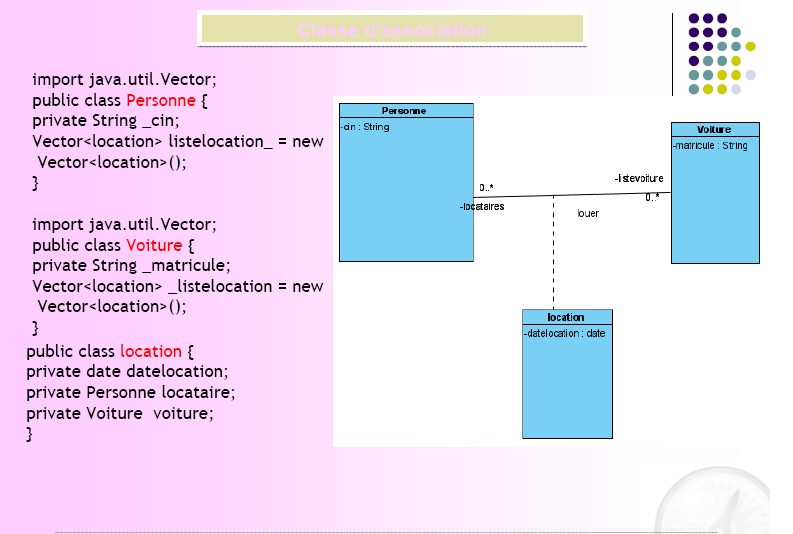 Classe d'association
import java.util.Vector;
public class Personne {
private String _cin;
Vector<location> listelocation_ = new
Vector<location>();
}
import java.util.Vector;
public class Voiture {
private String _matricule;
Vector<location> _listelocation = new
Vector<location>();
}
public class location {
private date datelocation;
private Personne locataire;
private Voiture voiture;
}
Personne
-cin : String
Voiture
-matricule : String
-listevoiture
0..*
0..*
-locataires
louer
location
-datelocation : date